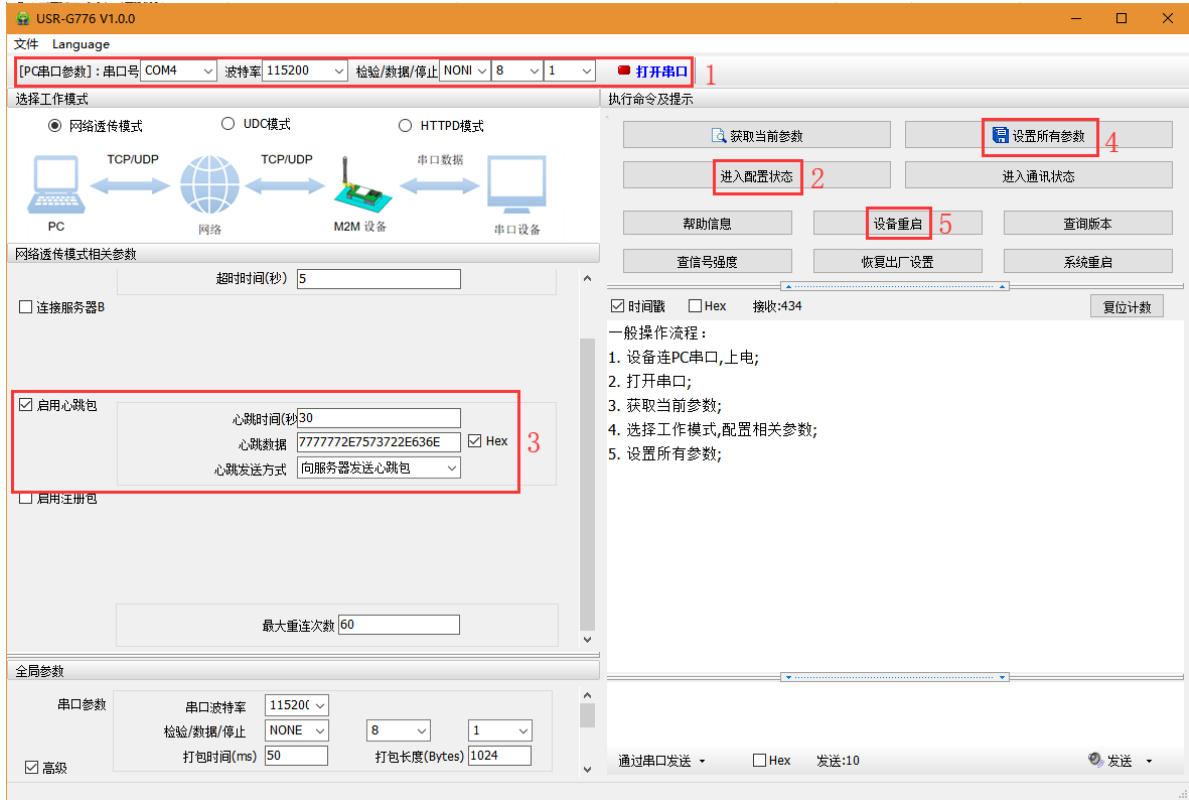 USR-G776 V1.0.0
文件 Language
[PC串口参数]：串口号 COM4 波特率 115200 检验/数据/停止 NONI 8 1 打开串口 1
选择工作模式
网络透传模式 UDC模式 HTTPD模式
TCP/UDP TCP/UDP 串口数据
PC 网络 M2M 设备 串口设备
网络透传模式相关参数
超时时间(秒) 5
连接服务器B
启用心跳包
心跳时间(秒 30
心跳数据 7777772E7573722E636E Hex 3
心跳发送方式 向服务器发送心跳包
启用注册包
最大重连次数 60
全局参数
串口参数 串口波特率 11520(
检验/数据/停止 NONE 8 1
打包时间(ms) 50 打包长度(Bytes) 1024
高级
执行命令及提示
获取当前参数 设置所有参数 4
进入配置状态 2 进入通讯状态
帮助信息 设备重启 5 查询版本
查信号强度 恢复出厂设置 系统重启
时间戳 Hex 接收:434 复位计数
一般操作流程：
1. 设备连PC串口,上电;
2. 打开串口;
3. 获取当前参数;
4. 选择工作模式,配置相关参数;
5. 设置所有参数;
通过串口发送 Hex 发送:10 发送